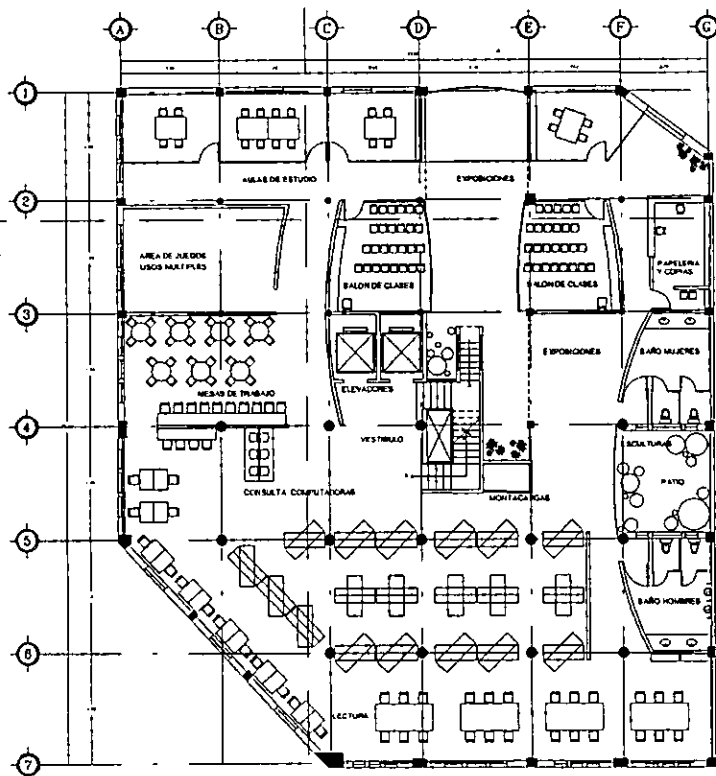 A B C D E F G
1
2
AULAS DE ESTUDIO
EXPOSICIONES
AREA DE JUEGOS
USOS MULTIPLES
SALON DE CLASES
SALON DE CLASES
PAPELERIA
Y COPIAS
3
EXPOSICIONES
BAÑO MUJERES
ELEVADORES
MESAS DE TRABAJO
4
VESTIBULO
ESCULTURAS
PATIO
CONSULTA COMPUTADORAS
MONTACARGAS
5
BAÑO HOMBRES
6
LECTURA
7